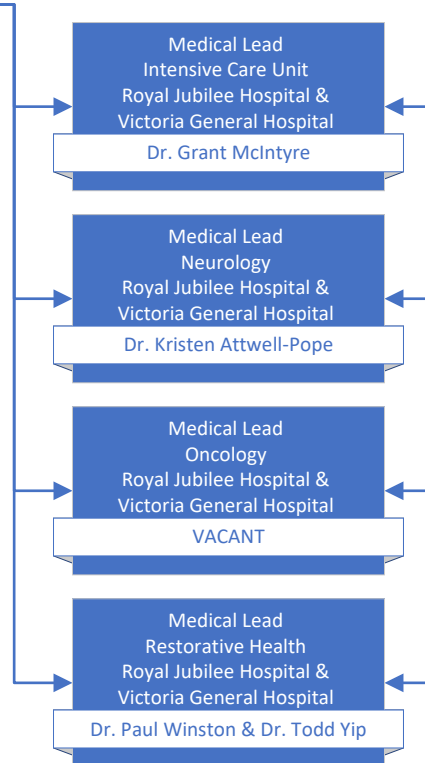 Medical Lead
Intensive Care Unit
Royal Jubilee Hospital &
Victoria General Hospital
Dr. Grant McIntyre
Medical Lead
Neurology
Royal Jubilee Hospital &
Victoria General Hospital
Dr. Kristen Attwell-Pope
Medical Lead
Oncology
Royal Jubilee Hospital &
Victoria General Hospital
VACANT
Medical Lead
Restorative Health
Royal Jubilee Hospital &
Victoria General Hospital
Dr. Paul Winston & Dr. Todd Yip